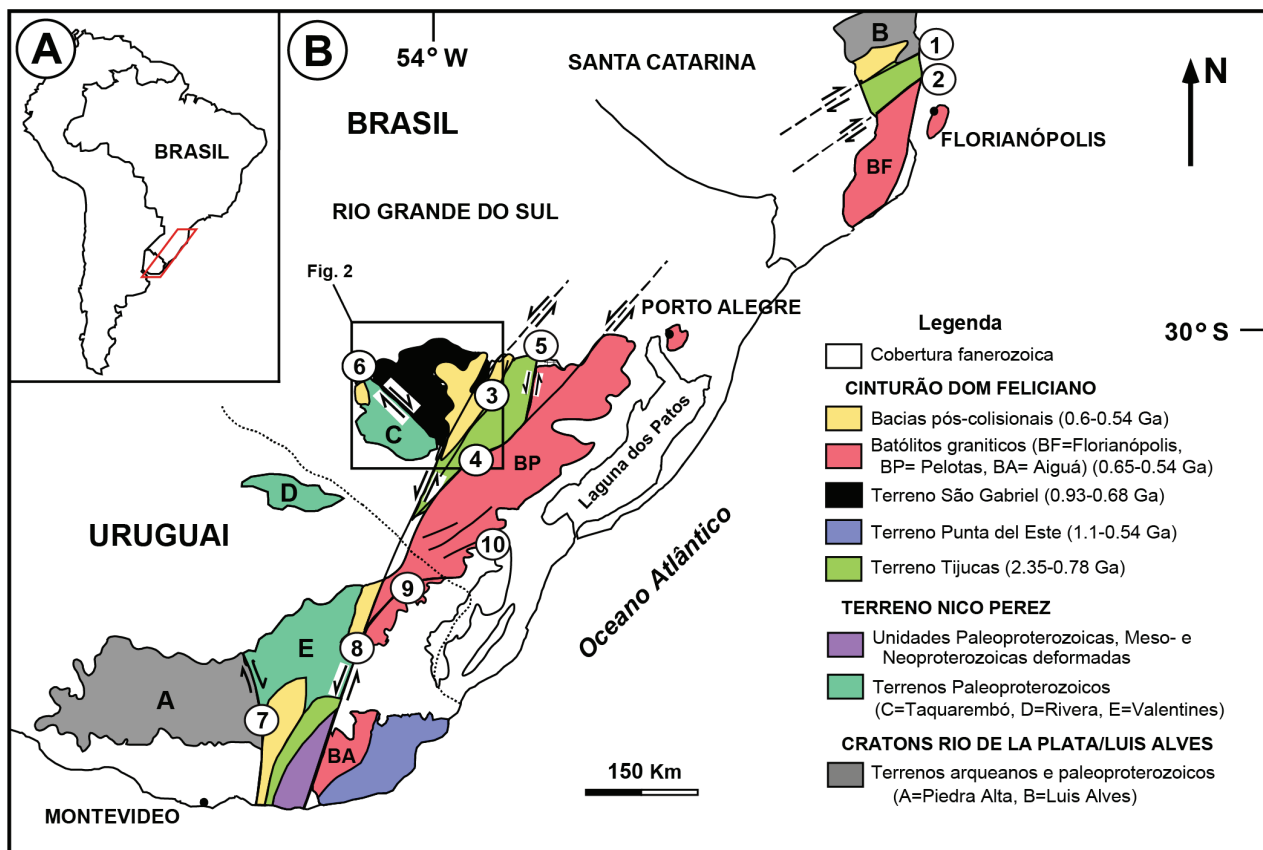 A
BRASIL
B
54° W
SANTA CATARINA
BRASIL
RIO GRANDE DO SUL
B
1
2
N
FLORIANÓPOLIS
BF
Fig. 2
PORTO ALEGRE
30° S
6
5
3
C
4
BP
D
Laguna dos Patos
URUGUAI
10
9
Oceano Atlântico
E
8
A
7
BA
150 Km
MONTEVIDEO
Legenda
Cobertura fanerozoica
CINTURÃO DOM FELICIANO
Bacias pós-colisionais (0.6-0.54 Ga)
Batólitos graniticos (BF=Florianópolis,
BP= Pelotas, BA= Aiguá) (0.65-0.54 Ga)
Terreno São Gabriel (0.93-0.68 Ga)
Terreno Punta del Este (1.1-0.54 Ga)
Terreno Tijucas (2.35-0.78 Ga)
TERRENO NICO PEREZ
Unidades Paleoproterozoicas, Meso- e
Neoproterozoicas deformadas
Terrenos Paleoproterozoicos
(C=Taquarembó, D=Rivera, E=Valentines)
CRATONS RIO DE LA PLATA/LUIS ALVES
Terrenos arqueanos e paleoproterozoicos
(A=Piedra Alta, B=Luis Alves)